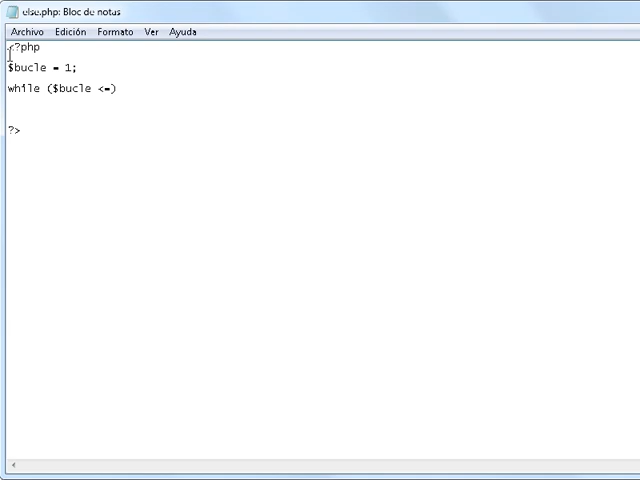 else.php: Bloc de notas
Archivo Edición Formato Ver Ayuda
<?php
$bucle = 1;
while ($bucle <=)
?>